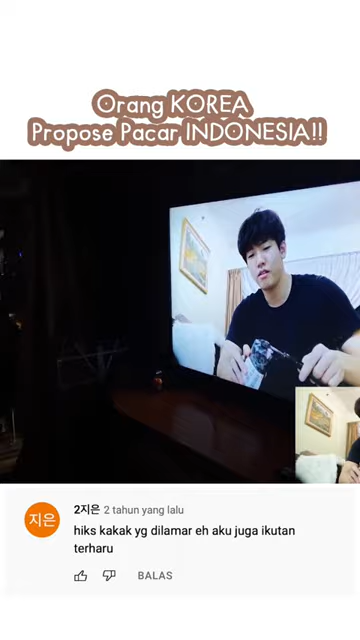 Orang KOREA
Propose Pacar INDONESIA!!
지은
2지은 2 tahun yang lalu
hiks kakak yg dilamar eh aku juga ikutan
terharu
BALAS